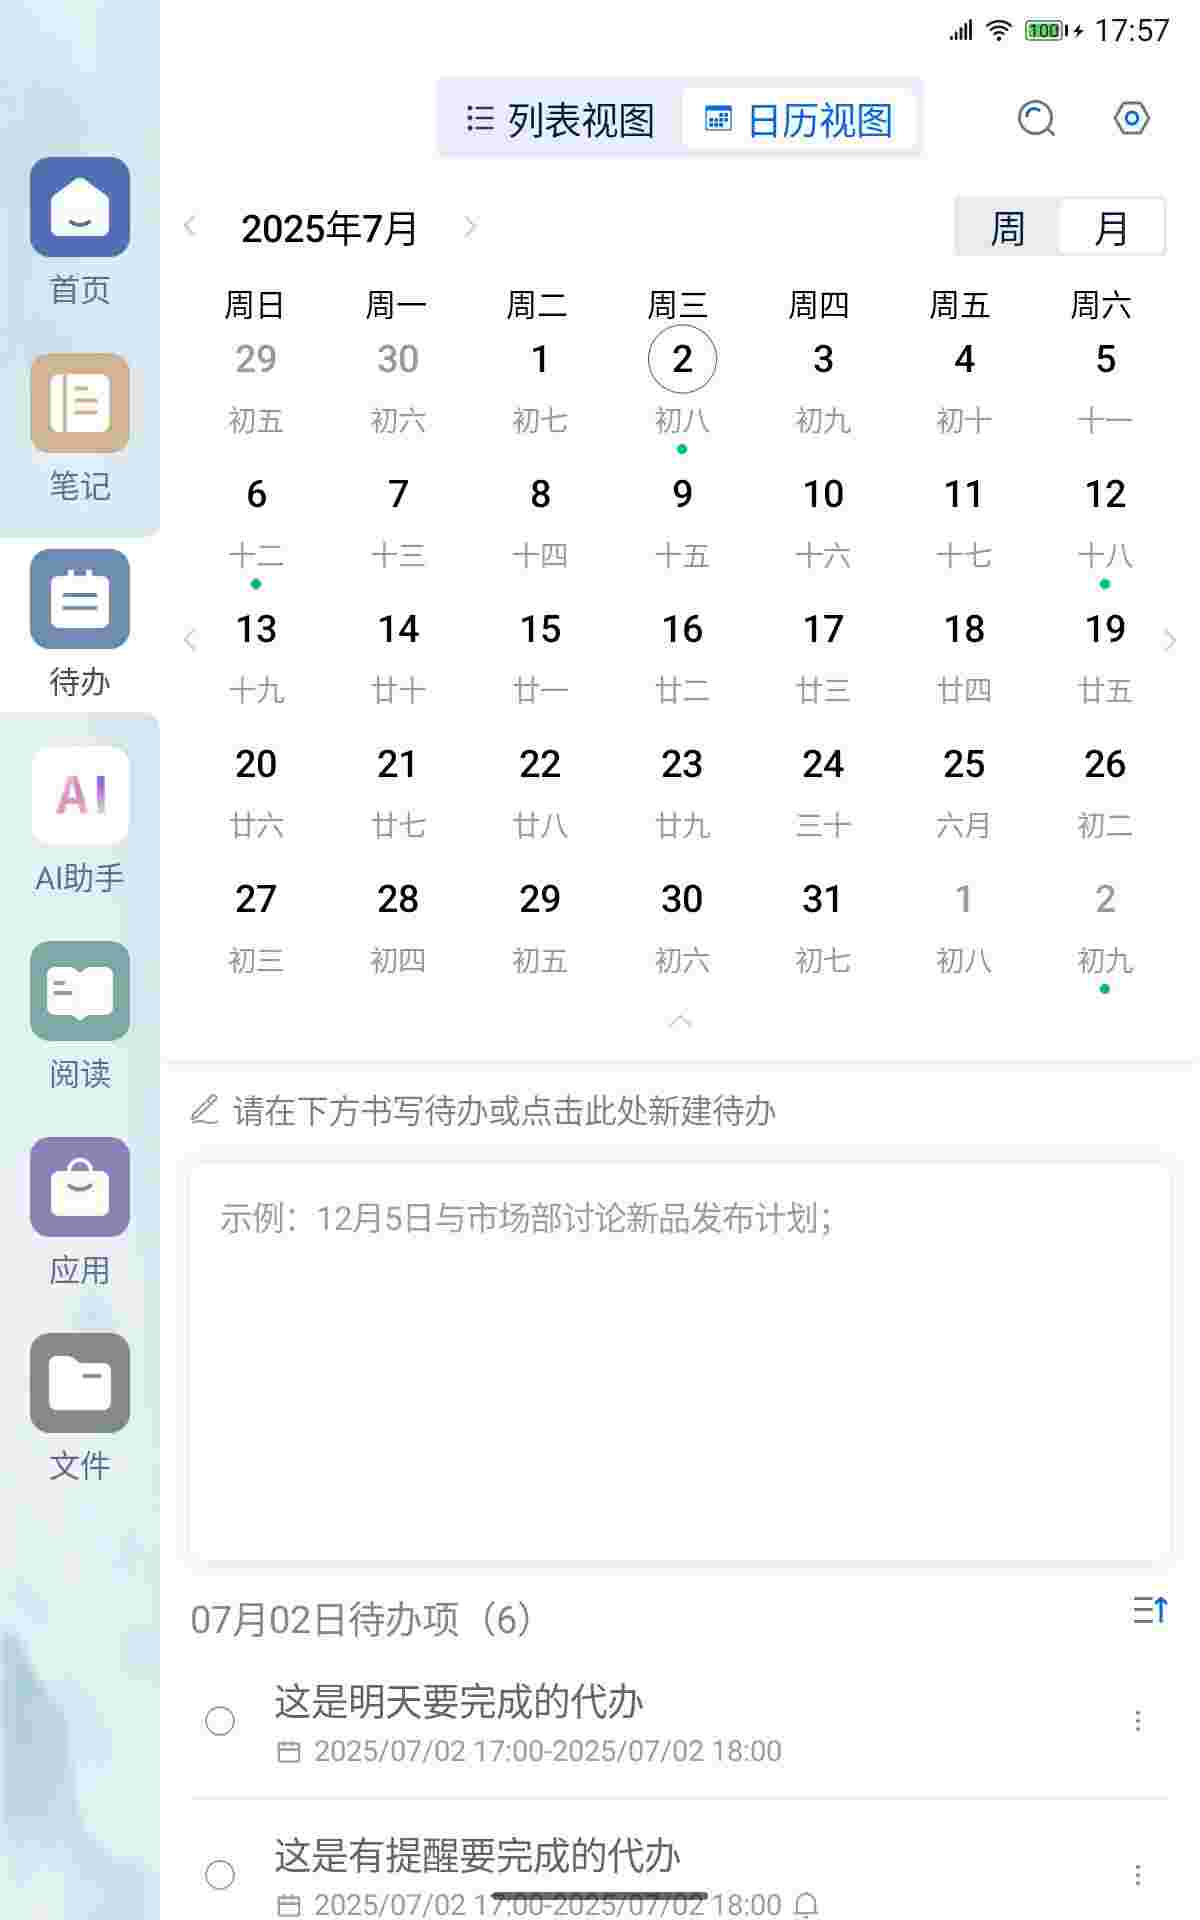 100 17:57
列表视图 日历视图
2025年7月 周 月
周日 周一 周二 周三 周四 周五 周六
29 30 1 2 3 4 5
初五 初六 初七 初八 初九 初十 十一
6 7 8 9 10 11 12
十二 十三 十四 十五 十六 十七 十八
13 14 15 16 17 18 19
十九 廿十 廿一 廿二 廿三 廿四 廿五
20 21 22 23 24 25 26
廿六 廿七 廿八 廿九 三十 六月 初二
27 28 29 30 31 1 2
初三 初四 初五 初六 初七 初八 初九
请在下方书写待办或点击此处新建待办
示例：12月5日与市场部讨论新品发布计划；
07月02日待办项（6）
这是明天要完成的代办
2025/07/02 17:00-2025/07/02 18:00
这是有提醒要完成的代办
2025/07/02 17:00-2025/07/02 18:00
首页
笔记
待办
AI
AI助手
阅读
应用
文件